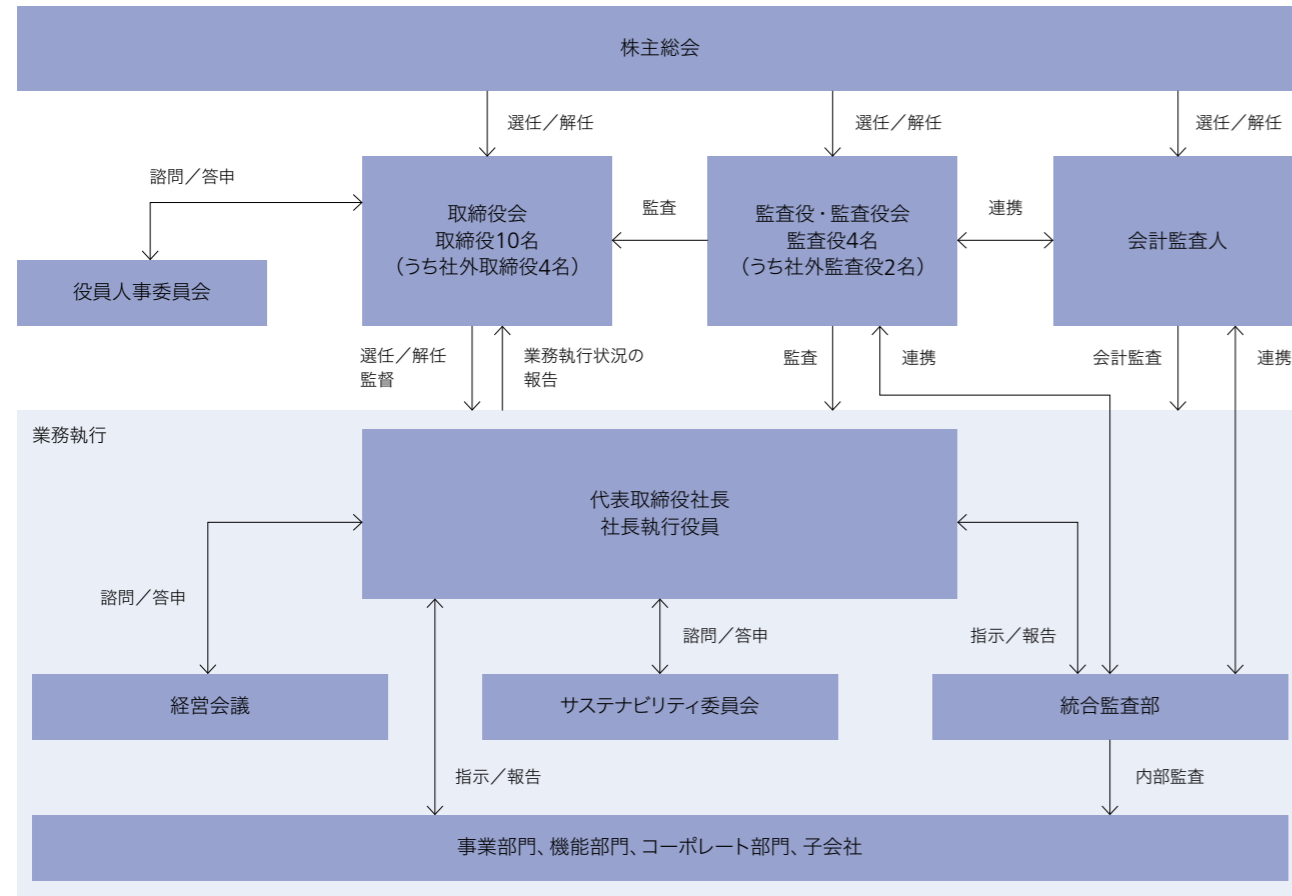 株主総会
選任／解任
選任／解任
選任／解任
諮問／答申
取締役会
取締役10名
（うち社外取締役4名）
監査
監査役・監査役会
監査役4名
（うち社外監査役2名）
連携
会計監査人
役員人事委員会
選任／解任
監督
業務執行状況の
報告
監査
連携
会計監査
連携
業務執行
代表取締役社長
社長執行役員
諮問／答申
諮問／答申
指示／報告
経営会議
サステナビリティ委員会
統合監査部
指示／報告
内部監査
事業部門、機能部門、コーポレート部門、子会社